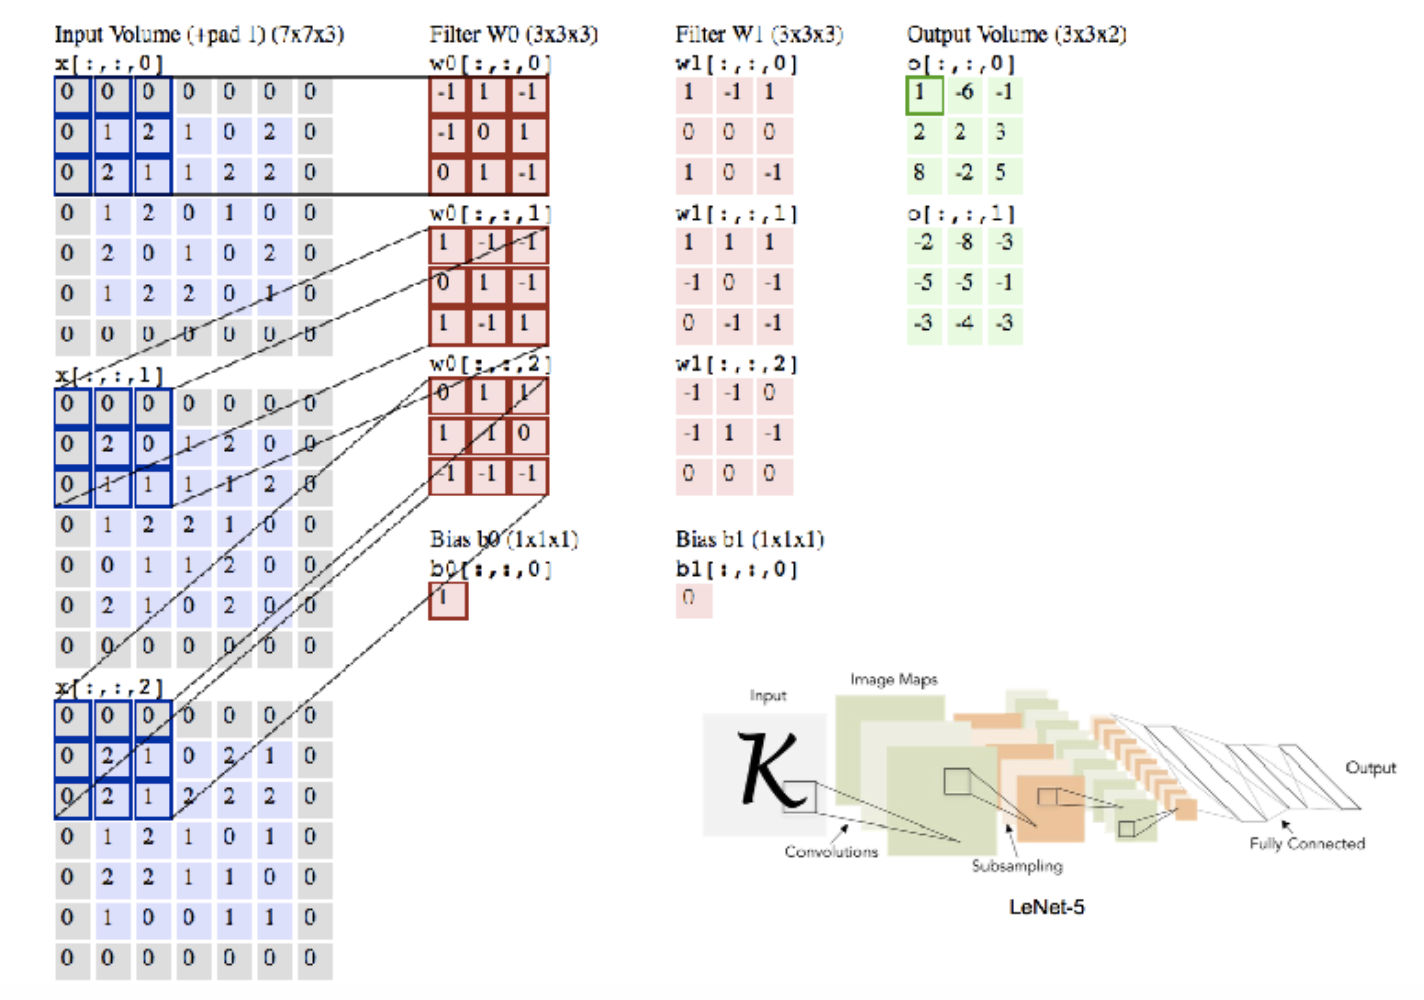 Input Volume (+pad 1) (7x7x3)
x[:,:,0]
0 0 0 0 0 0 0
0 1 2 1 0 2 0
0 2 1 1 2 2 0
0 1 2 0 1 0 0
0 2 0 1 0 2 0
0 1 2 2 0 1 0
0 0 0 0 0 0 0
x[:,:,1]
0 0 0 0 0 0 0
0 2 0 1 2 0 0
0 1 1 1 1 2 0
0 1 2 2 1 0 0
0 0 1 1 2 0 0
0 2 1 0 2 0 0
0 0 0 0 0 0 0
x[:,:,2]
0 0 0 0 0 0 0
0 2 1 0 2 1 0
0 2 1 2 2 2 0
0 1 2 1 0 1 0
0 2 2 1 1 0 0
0 1 0 0 1 1 0
0 0 0 0 0 0 0
Filter W0 (3x3x3)
w0[:,:,0]
-1 1 -1
-1 0 1
0 1 -1
w0[:,:,1]
1 -1 -1
0 1 -1
1 -1 1
w0[:,:,2]
0 1 1
1 1 0
-1 -1 -1
Bias b0 (1x1x1)
b0[:,:,0]
1
Filter W1 (3x3x3)
w1[:,:,0]
1 -1 1
0 0 0
1 0 -1
w1[:,:,1]
1 1 1
-1 0 -1
0 -1 -1
w1[:,:,2]
-1 -1 0
-1 1 -1
0 0 0
Bias b1 (1x1x1)
b1[:,:,0]
0
Output Volume (3x3x2)
o[:,:,0]
1 -6 -1
2 2 3
8 -2 5
o[:,:,1]
-2 -8 -3
-5 -5 -1
-3 -4 -3
Image Maps
Input
K
Output
Convolutions
Subsampling
Fully Connected
LeNet-5